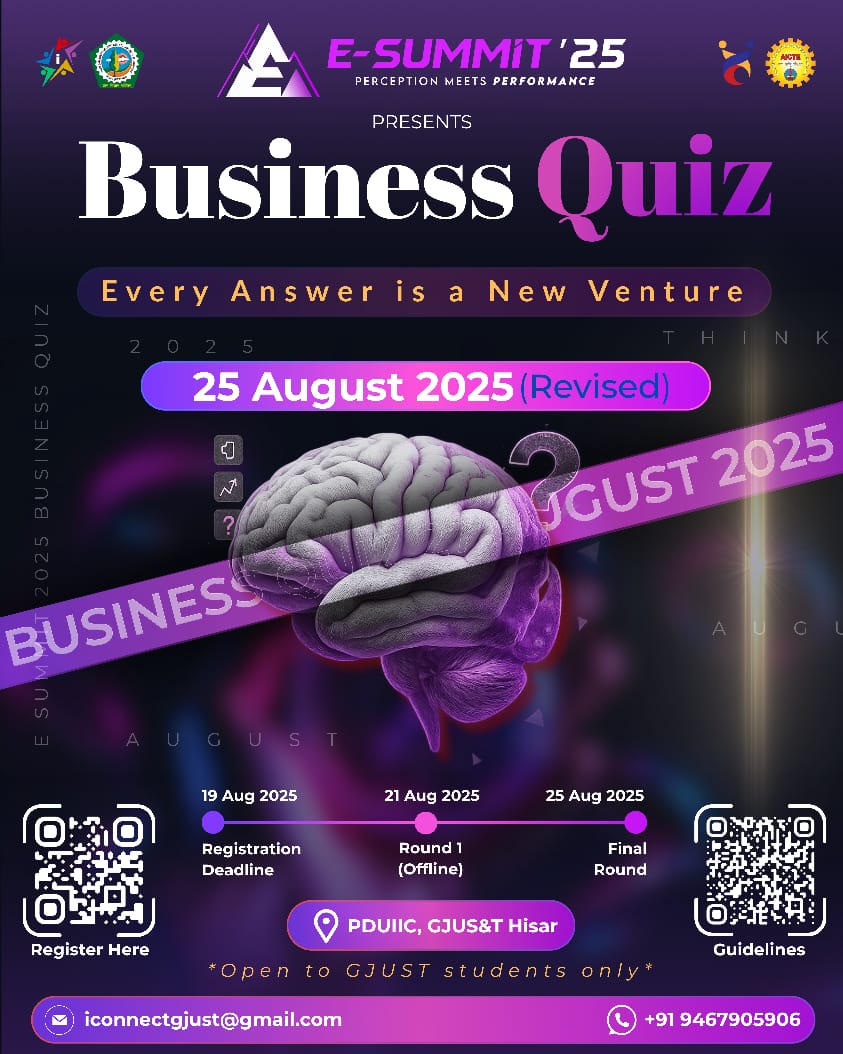 E-SUMMIT '25
PERCEPTION MEETS PERFORMANCE
AICTE
PRESENTS
Business Quiz
Every Answer is a New Venture
2025
THINK
25 August 2025 (Revised)
E SUMMIT 2025 BUSINESS QUIZ
?
BUSINESS
UGUST 2025
AUGU
AUGUST
19 Aug 2025
21 Aug 2025
25 Aug 2025
Registration
Deadline
Round 1
(Offline)
Final
Round
Register Here
Guidelines
PDUIIC, GJUS&T Hisar
*Open to GJUST students only*
iconnectgjust@gmail.com
+91 9467905906